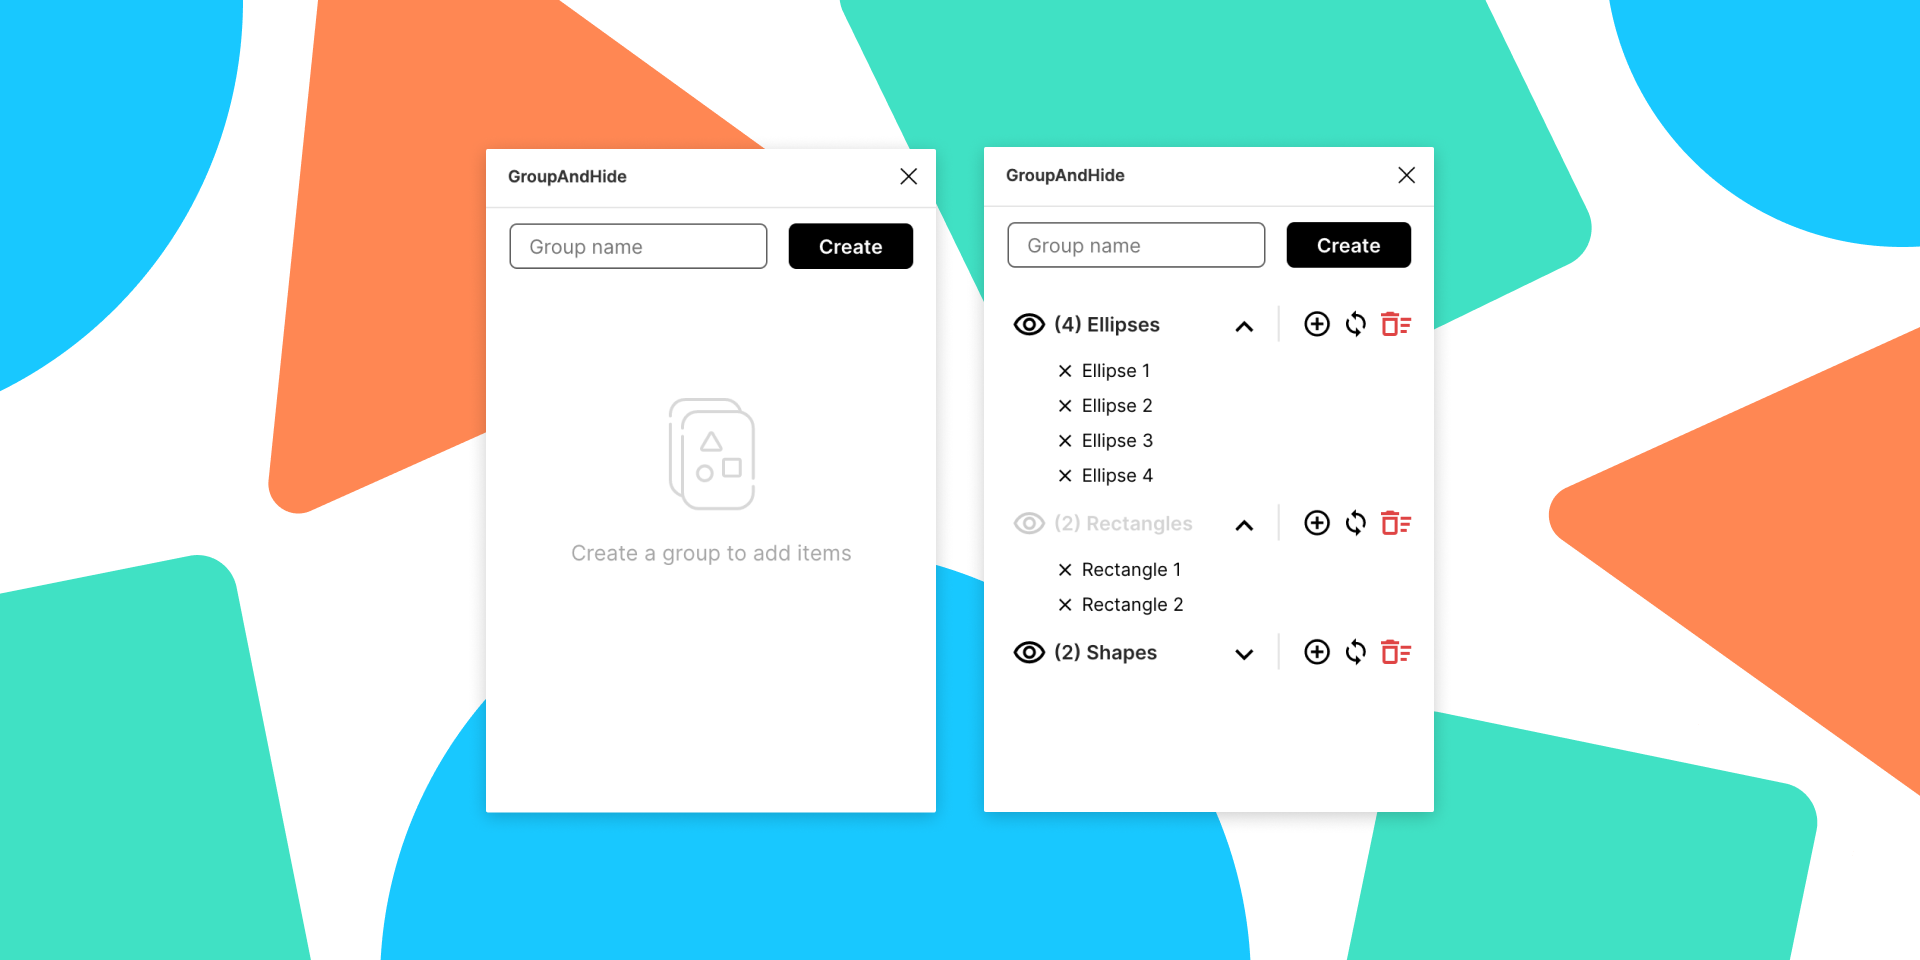 GroupAndHide
Group name
Create
Create a group to add items
GroupAndHide
Group name
Create
(4) Ellipses
Ellipse 1
Ellipse 2
Ellipse 3
Ellipse 4
(2) Rectangles
Rectangle 1
Rectangle 2
(2) Shapes